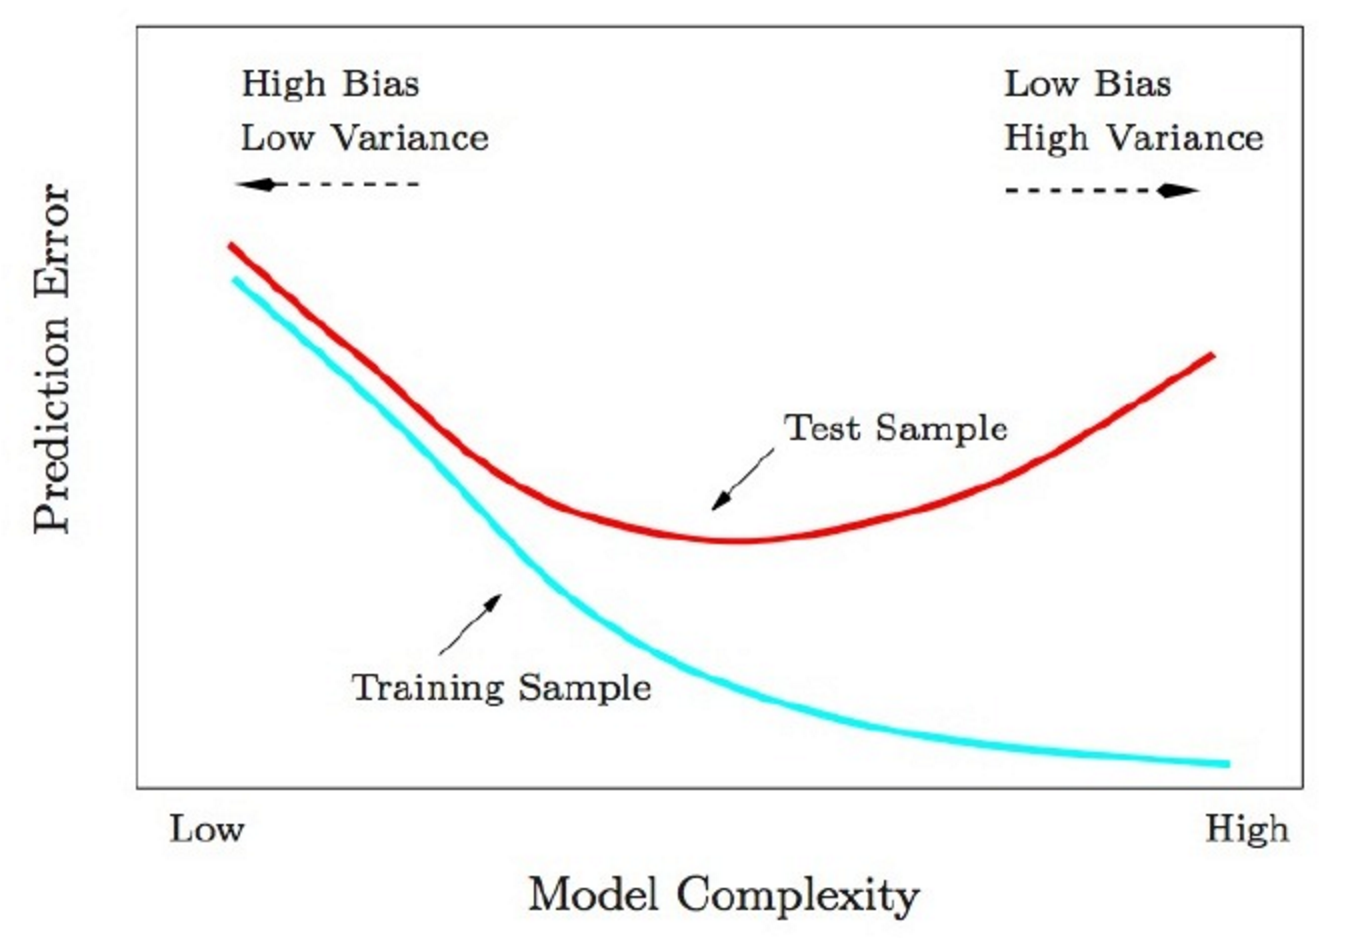 High Bias
Low Variance
Low Bias
High Variance
Prediction Error
Test Sample
Training Sample
Low
High
Model Complexity